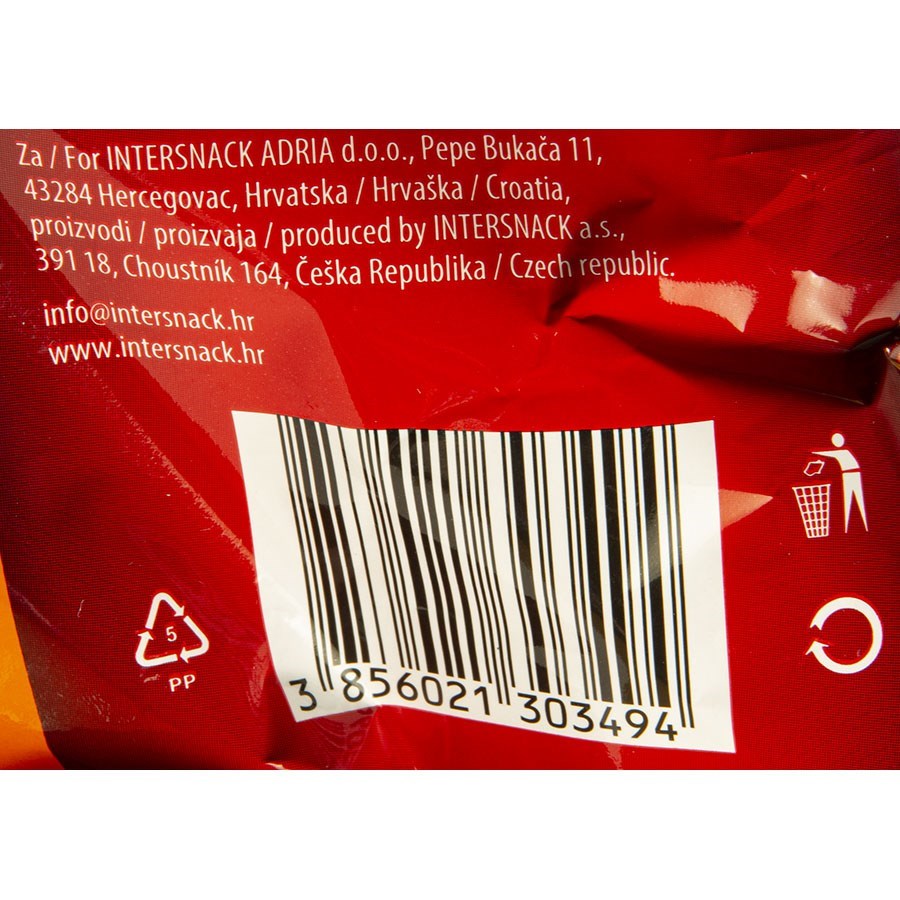 Za / For INTERSNACK ADRIA d.o.o., Pepe Bukača 11,
43284 Hercegovac, Hrvatska / Hrvaška / Croatia,
proizvodi / proizvaja / produced by INTERSNACK a.s.,
391 18, Choustník 164, Češka Republika / Czech republic.
info@intersnack.hr
www.intersnack.hr
5
PP
3 856021 303494